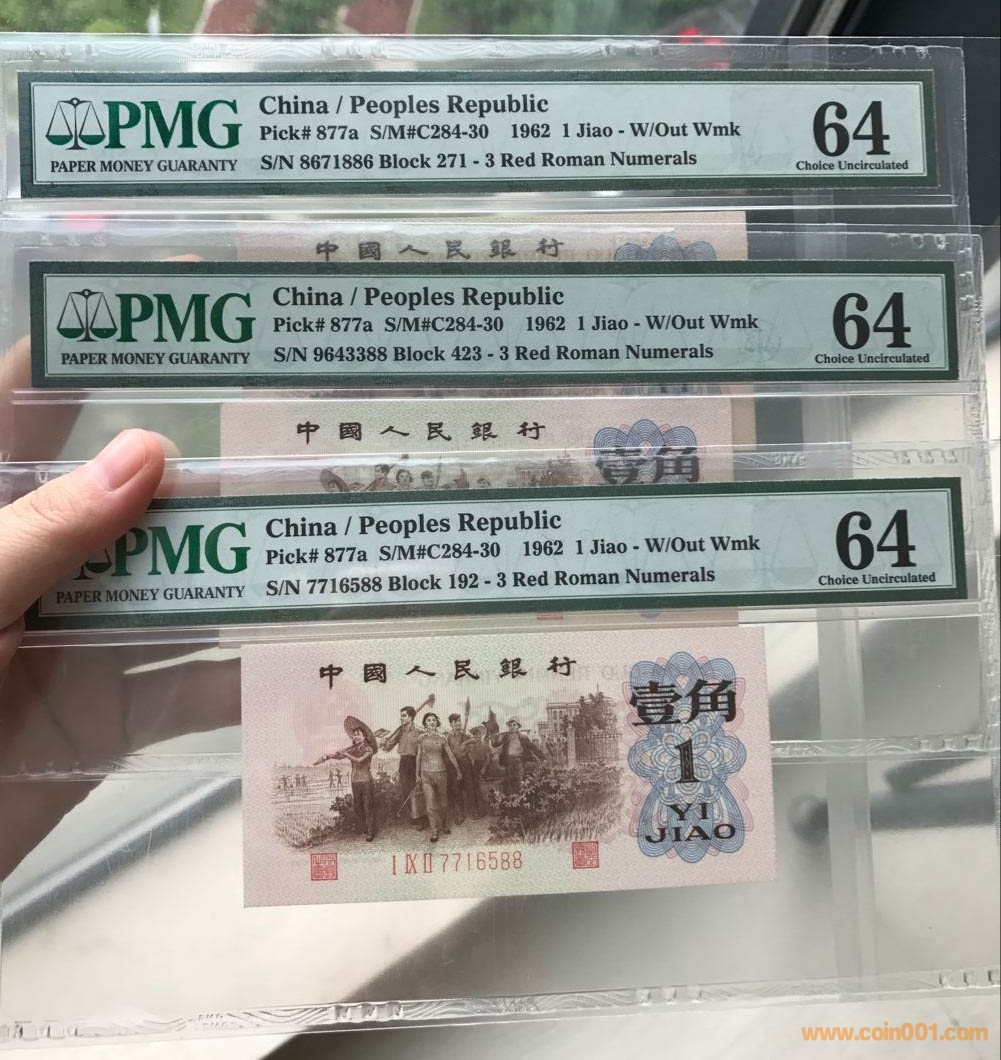 PMG
PAPER MONEY GUARANTY
China / Peoples Republic
Pick# 877a S/M#C284-30 1962 1 Jiao - W/Out Wmk
S/N 8671886 Block 271 - 3 Red Roman Numerals
64
Choice Uncirculated
中國人民銀行
PMG
PAPER MONEY GUARANTY
China / Peoples Republic
Pick# 877a S/M#C284-30 1962 1 Jiao - W/Out Wmk
S/N 9643388 Block 423 - 3 Red Roman Numerals
64
Choice Uncirculated
中國人民銀行
壹角
PMG
PAPER MONEY GUARANTY
China / Peoples Republic
Pick# 877a S/M#C284-30 1962 1 Jiao - W/Out Wmk
S/N 7716588 Block 192 - 3 Red Roman Numerals
64
Choice Uncirculated
中國人民銀行
壹角
1
YI
JIAO
I IX II 7716588
www.coin001.com